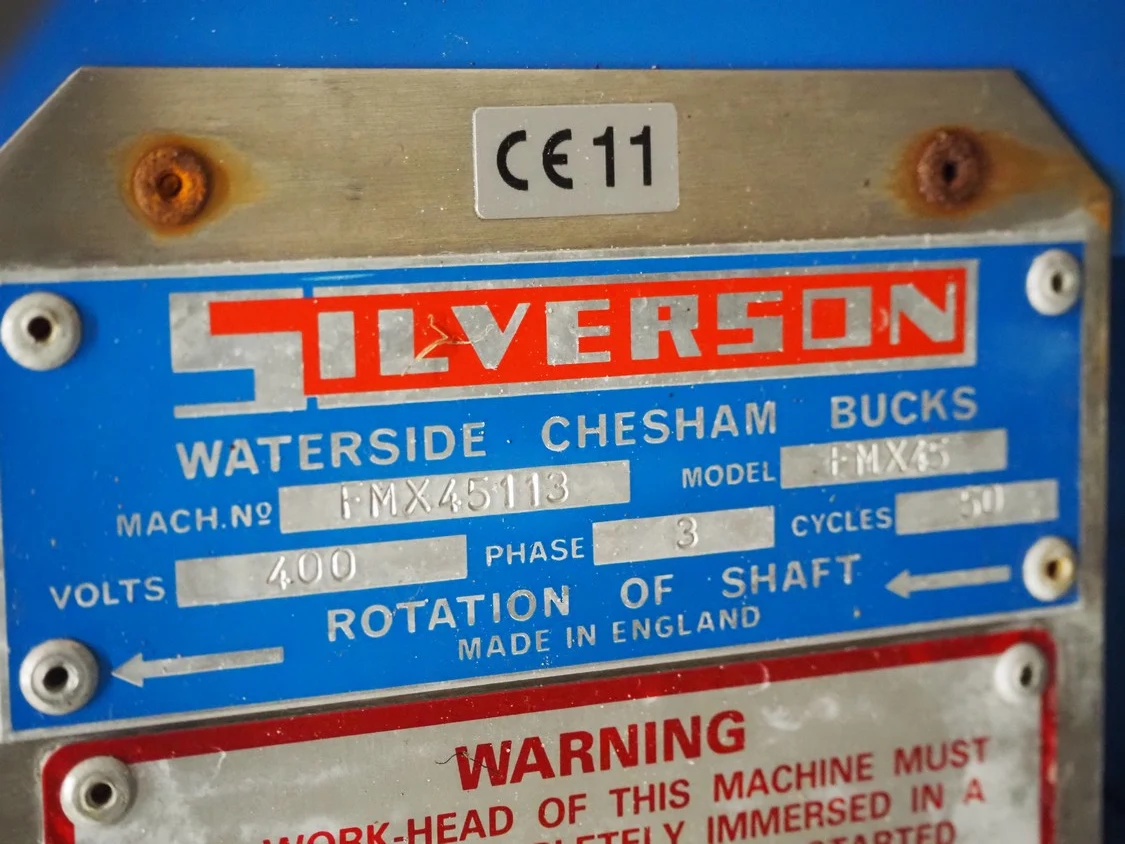 CE 11
SILVERSON
WATERSIDE CHESHAM BUCKS
MACH.Nº FMX45113 MODEL FMX45
VOLTS 400 PHASE 3 CYCLES 50
ROTATION OF SHAFT
MADE IN ENGLAND
WARNING
WORK-HEAD OF THIS MACHINE MUST
IMMERSED IN A
STARTED